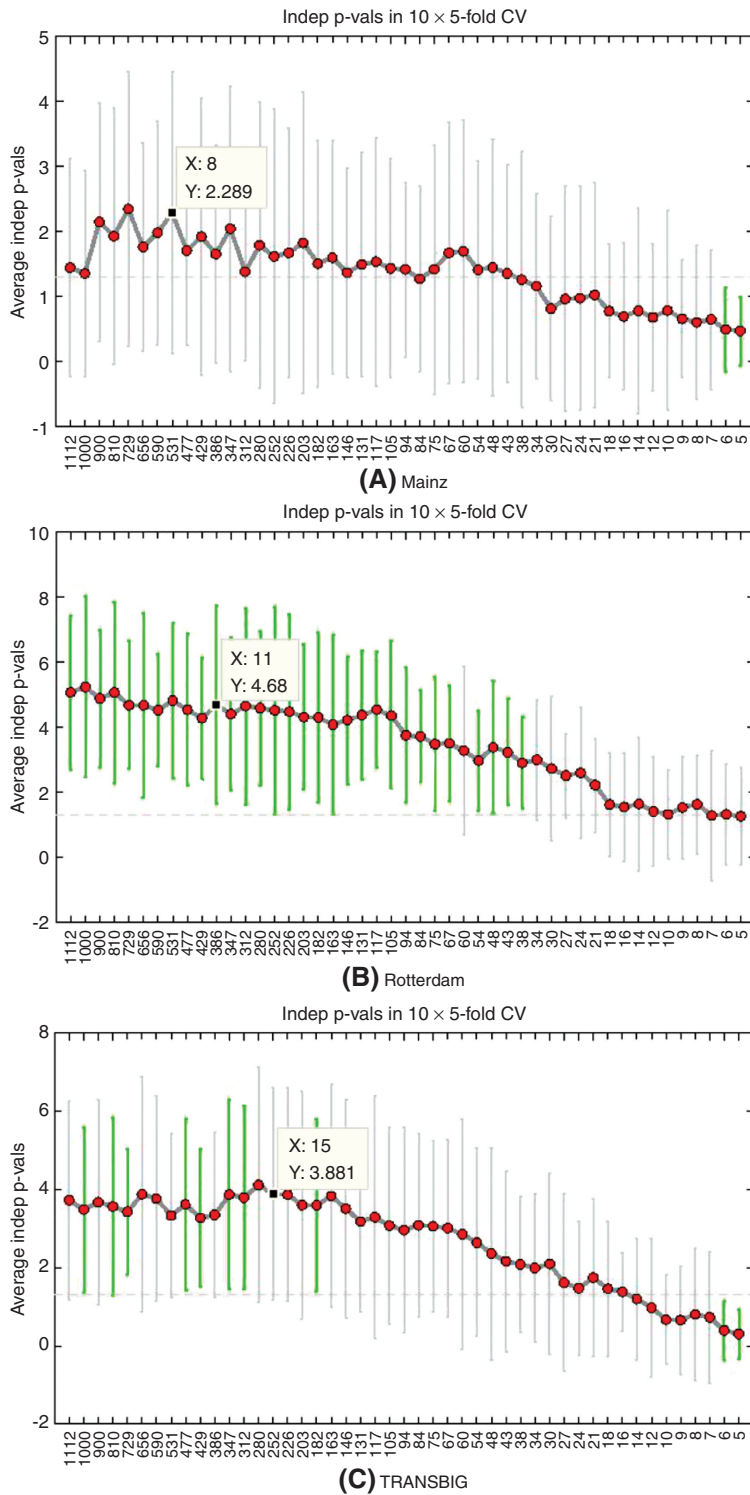 Indep p-vals in 10 × 5-fold CV
Average indep p-vals
5
4
3
2
1
0
-1
X: 8
Y: 2.289
1112 1000 900 810 729 656 590 531 477 429 386 347 312 280 252 226 203 182 163 146 131 117 105 94 84 75 67 60 54 48 43 38 34 30 27 24 21 18 16 14 12 10 9 8 7 6 5
(A) Mainz
Indep p-vals in 10 × 5-fold CV
Average indep p-vals
10
8
6
4
2
0
-2
X: 11
Y: 4.68
1112 1000 900 810 729 656 590 531 477 429 386 347 312 280 252 226 203 182 163 146 131 117 105 94 84 75 67 60 54 48 43 38 34 30 27 24 21 18 16 14 12 10 9 8 7 6 5
(B) Rotterdam
Indep p-vals in 10 × 5-fold CV
Average indep p-vals
8
6
4
2
0
-2
X: 15
Y: 3.881
1112 1000 900 810 729 656 590 531 477 429 386 347 312 280 252 226 203 182 163 146 131 117 105 94 84 75 67 60 54 48 43 38 34 30 27 24 21 18 16 14 12 10 9 8 7 6 5
(C) TRANSBIG